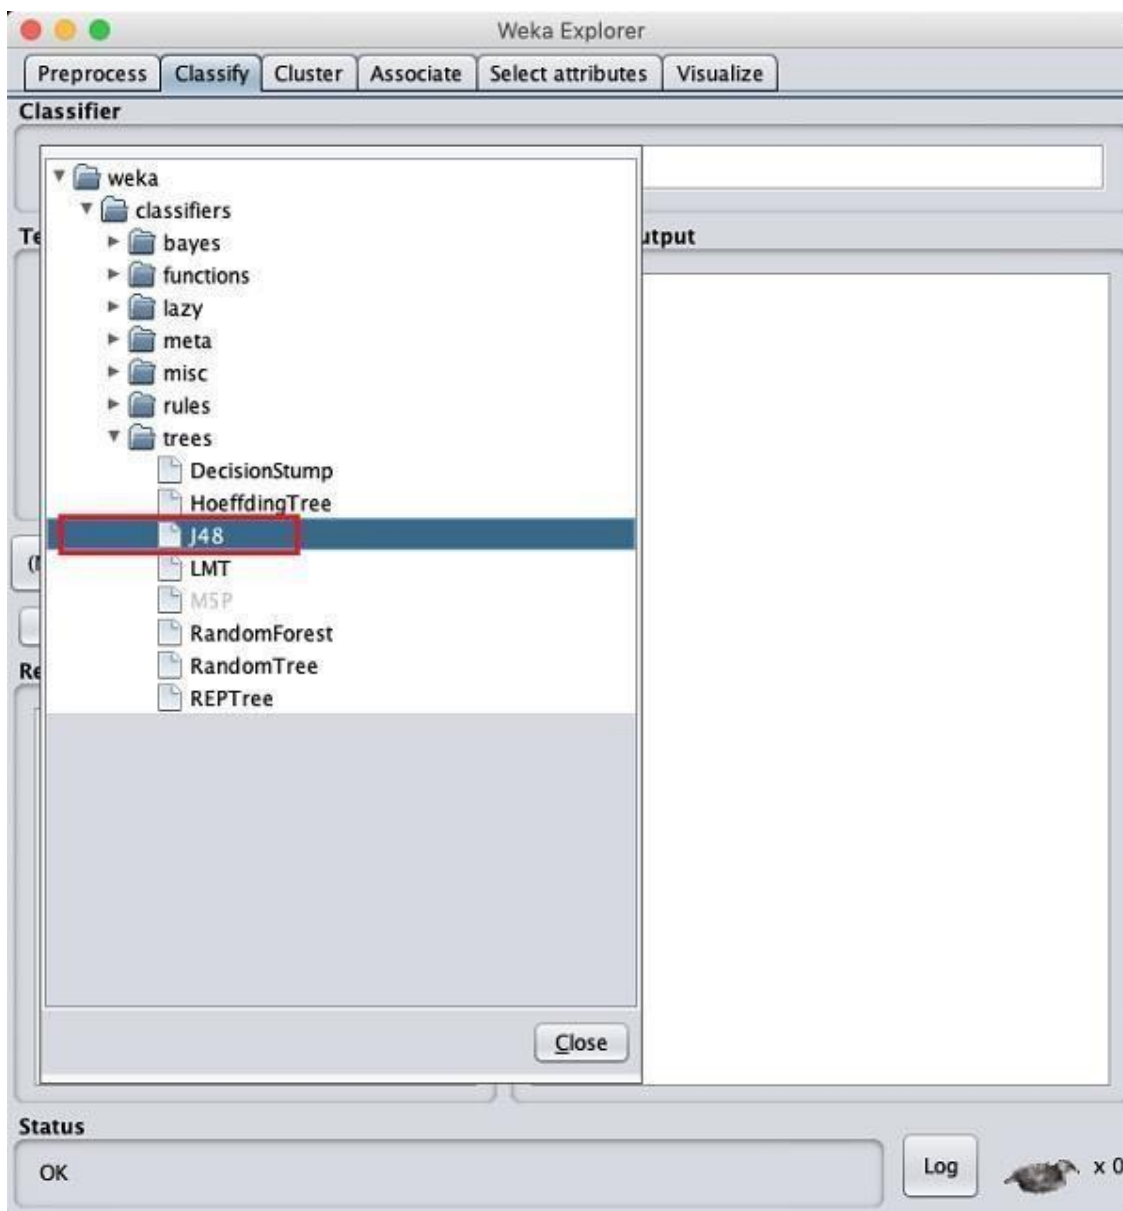 Weka Explorer
Preprocess Classify Cluster Associate Select attributes Visualize
Classifier
weka
classifiers
bayes
functions
lazy
meta
misc
rules
trees
DecisionStump
HoeffdingTree
J48
LMT
M5P
RandomForest
RandomTree
REPTree
Close
Status
OK
Log
x 0